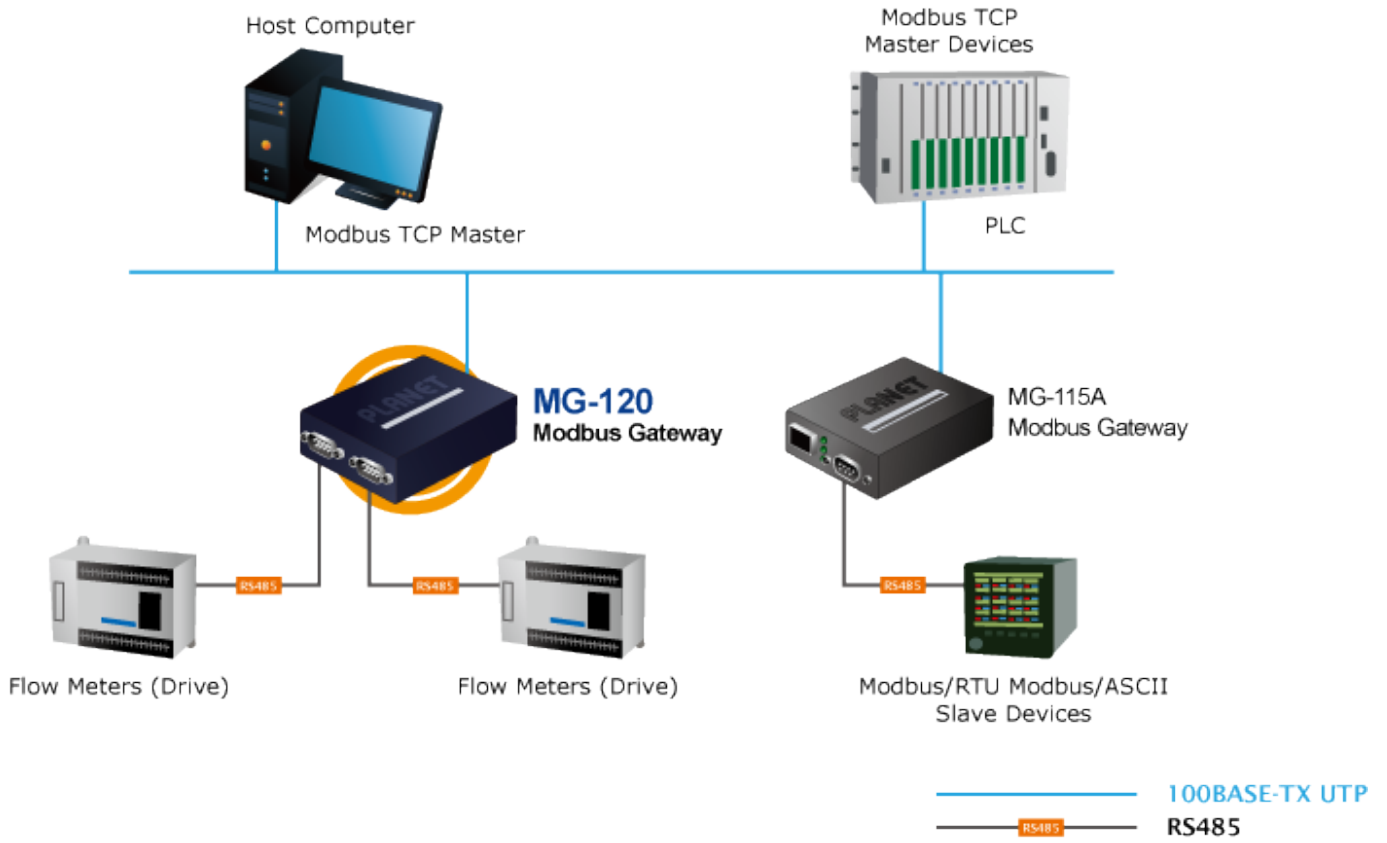 Host Computer
Modbus TCP
Master Devices
Modbus TCP Master
PLC
PLANET
MG-120
Modbus Gateway
PLANET
MG-115A
Modbus Gateway
RS485
RS485
RS485
Flow Meters (Drive)
Flow Meters (Drive)
Modbus/RTU Modbus/ASCII
Slave Devices
100BASE-TX UTP
RS485
RS485